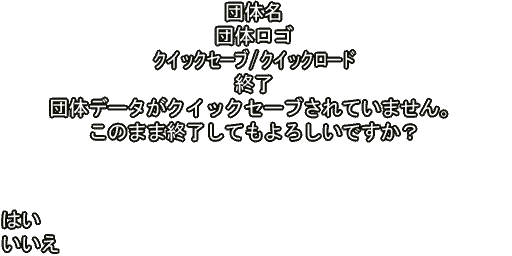 団体名
団体ロゴ
クイックセーブ/クイックロード
終了
団体データがクイックセーブされていません。
このまま終了してもよろしいですか？
はい
いいえ